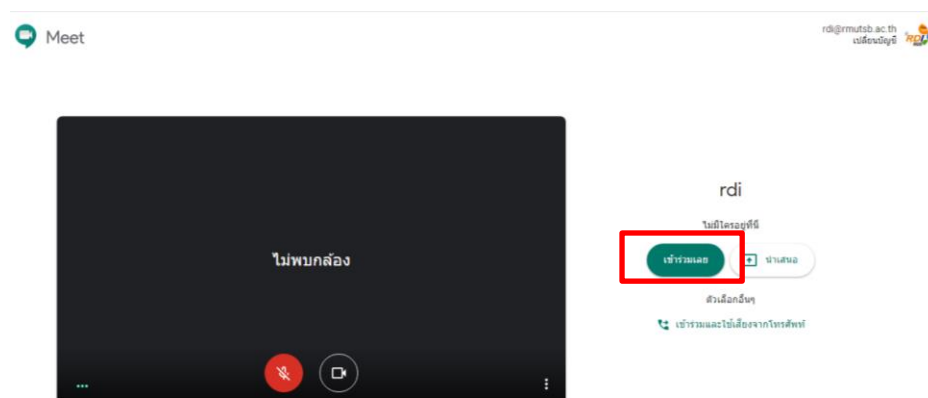 Meet
rdi@rmutsb.ac.th
เปลี่ยนบัญชี
RDI
ไม่พบกล้อง
rdi
ไม่มีใครอยู่ที่นี่
เข้าร่วมเลย
นำเสนอ
ตัวเลือกอื่นๆ
เข้าร่วมและใช้เสียงจากโทรศัพท์